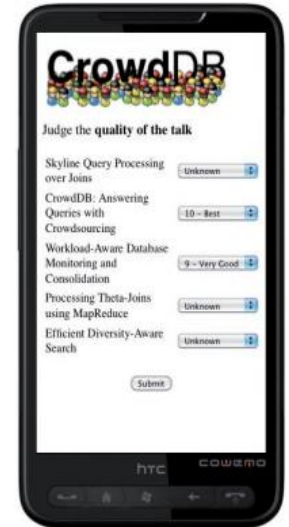 CrowdDB
Judge the quality of the talk
Skyline Query Processing
over Joins
Unknown
CrowdDB: Answering
Queries with
Crowdsourcing
10 - Best
Workload-Aware Database
Monitoring and
Consolidation
9 - Very Good
Processing Theta-Joins
using MapReduce
Unknown
Efficient Diversity-Aware
Search
Unknown
Submit
hTC
cowemo